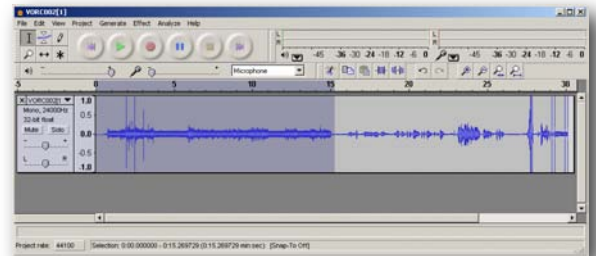 VORC002[1]
File Edit View Project Generate Effect Analyze Help
L
R
-45 -36 -30 -24 -18 -12 -6 0
L
R
-45 -36 -30 -24 -18 -12 -6 0
Microphone
-5 0 5 10 15 20 25 30
VORC002[1]
Mono, 24000Hz
32-bit float
Mute Solo
- +
L R
1.0
0.5
0.0
-0.5
-1.0
Project rate: 44100 Selection: 0:00.000000 - 0:15.269729 (0:15.269729 min:sec) [Snap-To Off]